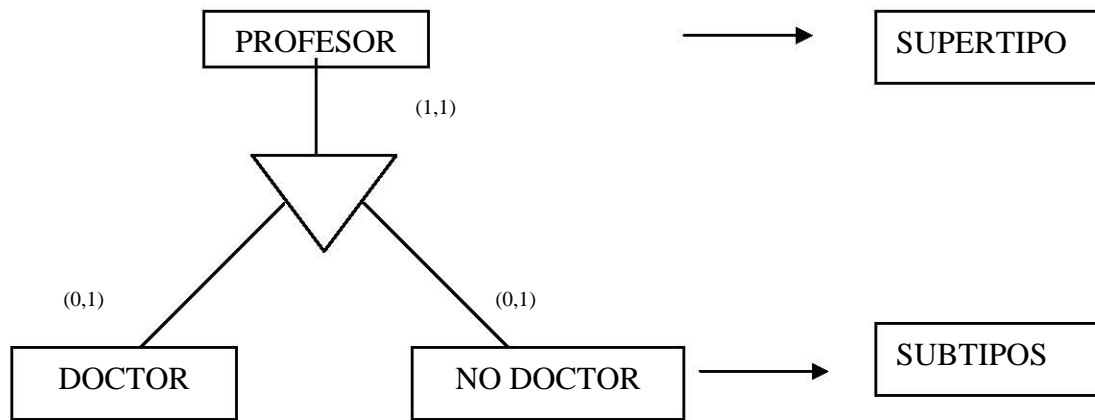 PROFESOR
SUPERTIPO
(1,1)
(0,1)
(0,1)
DOCTOR
NO DOCTOR
SUBTIPOS